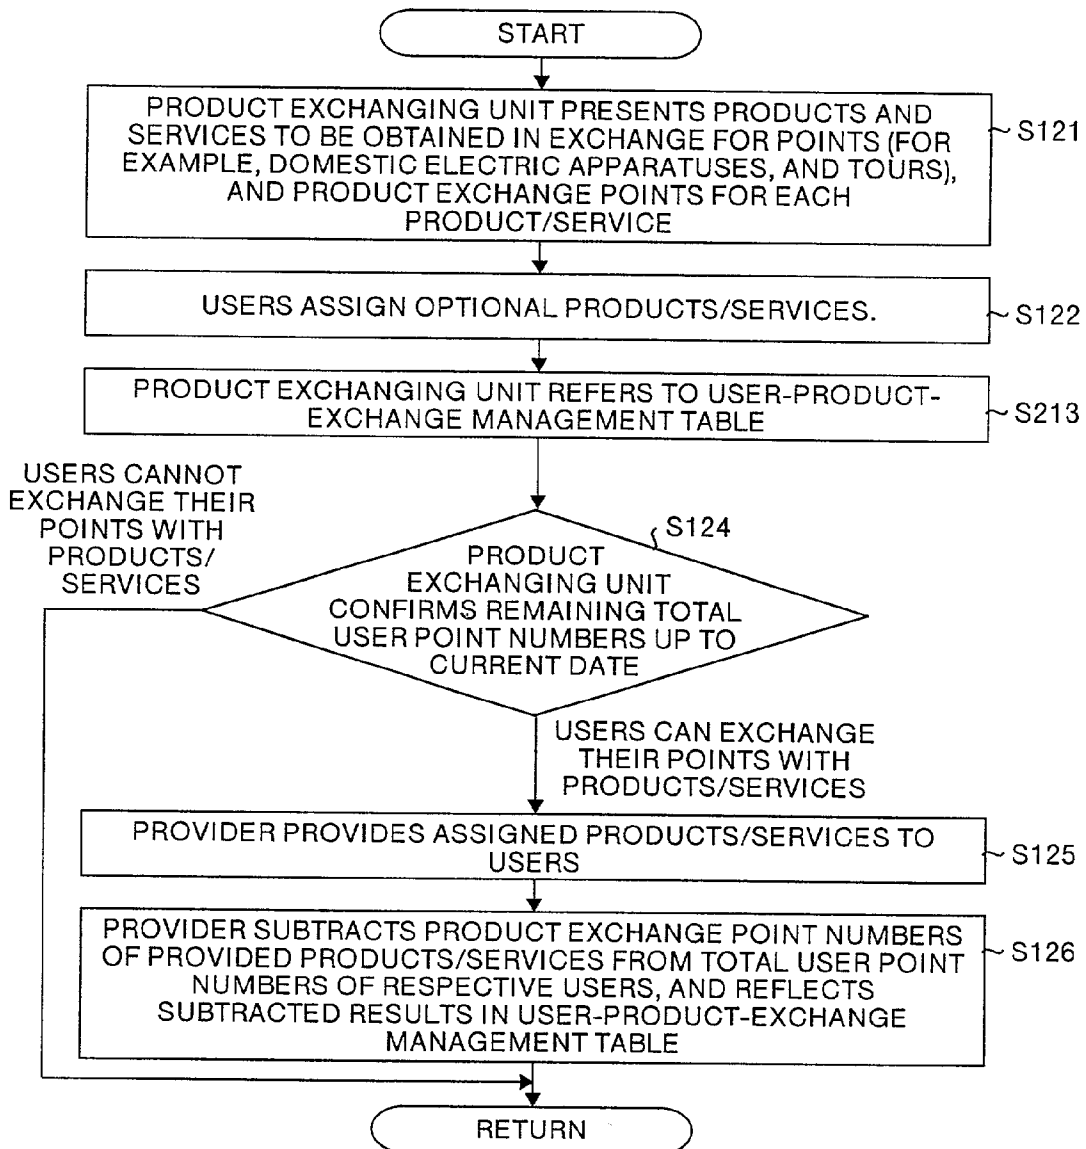 START
PRODUCT EXCHANGING UNIT PRESENTS PRODUCTS AND
SERVICES TO BE OBTAINED IN EXCHANGE FOR POINTS (FOR
EXAMPLE, DOMESTIC ELECTRIC APPARATUSES, AND TOURS),
AND PRODUCT EXCHANGE POINTS FOR EACH
PRODUCT/SERVICE
S121
USERS ASSIGN OPTIONAL PRODUCTS/SERVICES.
S122
PRODUCT EXCHANGING UNIT REFERS TO USER-PRODUCT-
EXCHANGE MANAGEMENT TABLE
S213
USERS CANNOT
EXCHANGE THEIR
POINTS WITH
PRODUCTS/
SERVICES
S124
PRODUCT
EXCHANGING UNIT
CONFIRMS REMAINING TOTAL
USER POINT NUMBERS UP TO
CURRENT DATE
USERS CAN EXCHANGE
THEIR POINTS WITH
PRODUCTS/SERVICES
PROVIDER PROVIDES ASSIGNED PRODUCTS/SERVICES TO
USERS
S125
PROVIDER SUBTRACTS PRODUCT EXCHANGE POINT NUMBERS
OF PROVIDED PRODUCTS/SERVICES FROM TOTAL USER POINT
NUMBERS OF RESPECTIVE USERS, AND REFLECTS
SUBTRACTED RESULTS IN USER-PRODUCT-EXCHANGE
MANAGEMENT TABLE
S126
RETURN